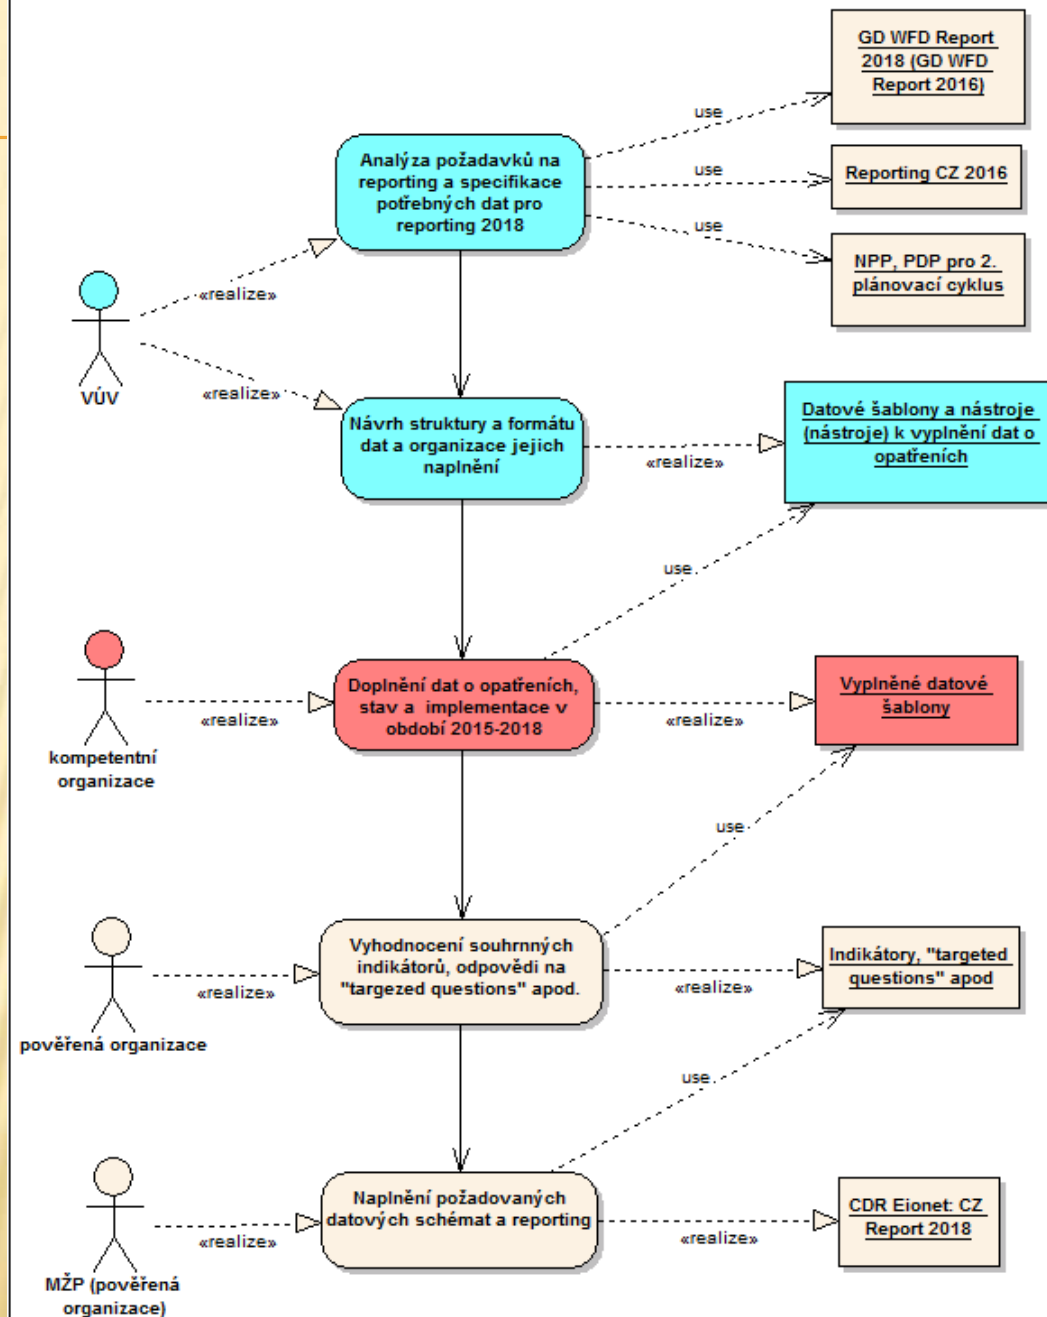 GD WFD Report
2018 (GD WFD
Report 2016)
use
Analýza požadavků na
reporting a specifikace
potřebných dat pro
reporting 2018
use
Reporting CZ 2016
use
NPP, PDP pro 2.
plánovací cyklus
«realize»
VÚV
«realize»
Návrh struktury a formátu
dat a organizace jejich
naplnění
«realize»
Datové šablony a nástroje
(nástroje) k vyplnění dat o
opatřeních
use
kompetentní
organizace
«realize»
Doplnění dat o opatřeních,
stav a implementace v
období 2015-2018
«realize»
Vyplněné datové
šablony
use
pověřená organizace
«realize»
Vyhodnocení souhrnných
indikátorů, odpovědi na
"targezed questions" apod.
«realize»
Indikátory, "targeted
questions" apod
use
MŽP (pověřená
organizace)
«realize»
Naplnění požadovaných
datových schémat a reporting
«realize»
CDR Eionet: CZ
Report 2018